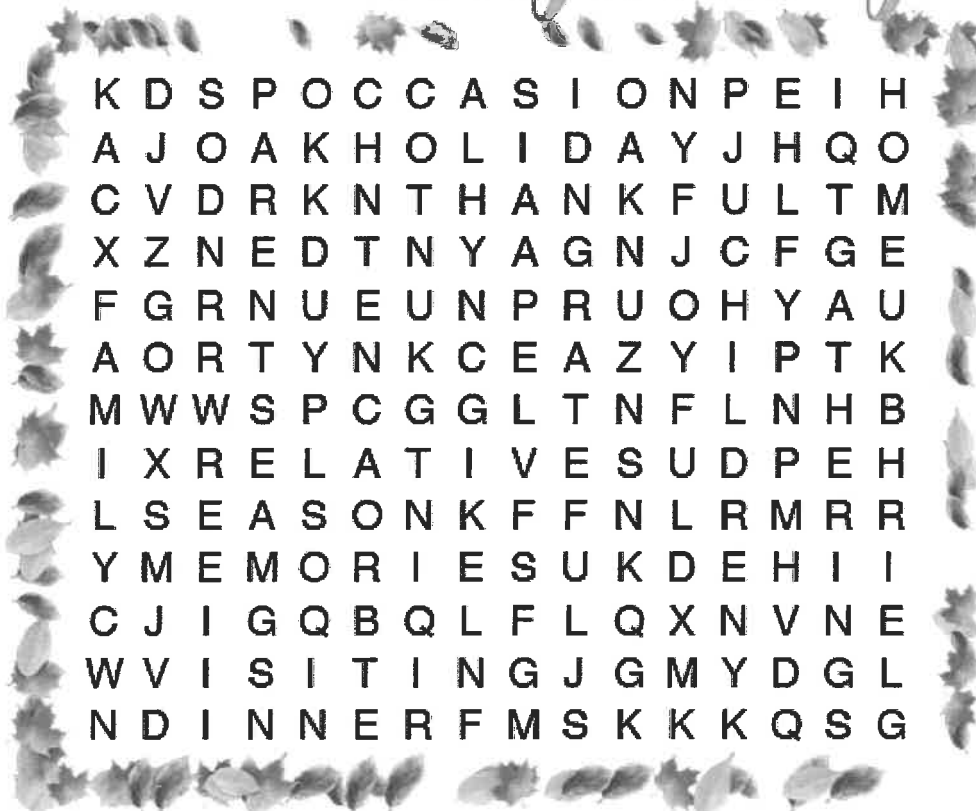 K D S P O C C A S I O N P E I H
A J O A K H O L I D A Y J H Q O
C V D R K N T H A N K F U L T M
X Z N E D T N Y A G N J C F G E
F G R N U E U N P R U O H Y A U
A O R T Y N K C E A Z Y I P T K
M W W S P C G G L T N F L N H B
I X R E L A T I V E S U D P E H
L S E A S O N K F F N L R M R R
Y M E M O R I E S U K D E H I I
C J I G Q B Q L F L Q X N V N E
W V I S I T I N G J G M Y D G L
N D I N N E R F M S K K K Q S G